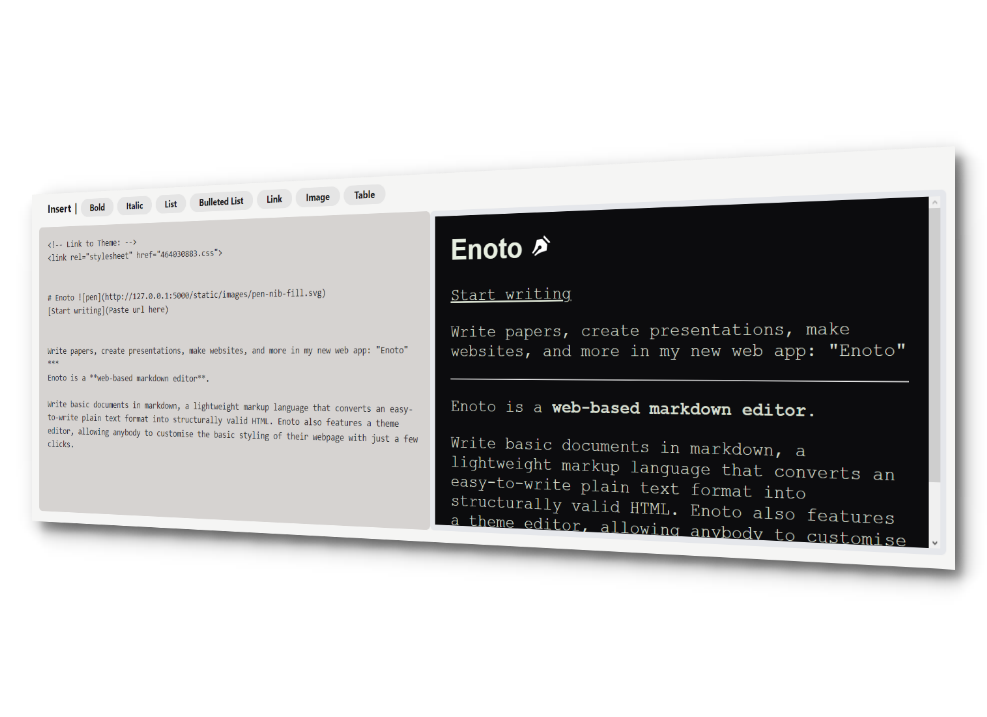 Insert | Bold Italic List Bulleted List Link Image Table
<!-- Link to Theme: -->
<link rel="stylesheet" href="464030883.css">
# Enoto ![pen](http://127.0.0.1:5000/static/images/pen-nib-fill.svg)
[Start writing](Paste url here)
Write papers, create presentations, make websites, and more in my new web app: "Enoto"
***
Enoto is a **web-based markdown editor**.
Write basic documents in markdown, a lightweight markup language that converts an easy-
to-write plain text format into structurally valid HTML. Enoto also features a theme
editor, allowing anybody to customise the basic styling of their webpage with just a few
clicks.
Enoto
Start writing
Write papers, create presentations, make
websites, and more in my new web app: "Enoto"
Enoto is a web-based markdown editor.
Write basic documents in markdown, a
lightweight markup language that converts an
easy-to-write plain text format into
structurally valid HTML. Enoto also features
a theme editor, allowing anybody to customise